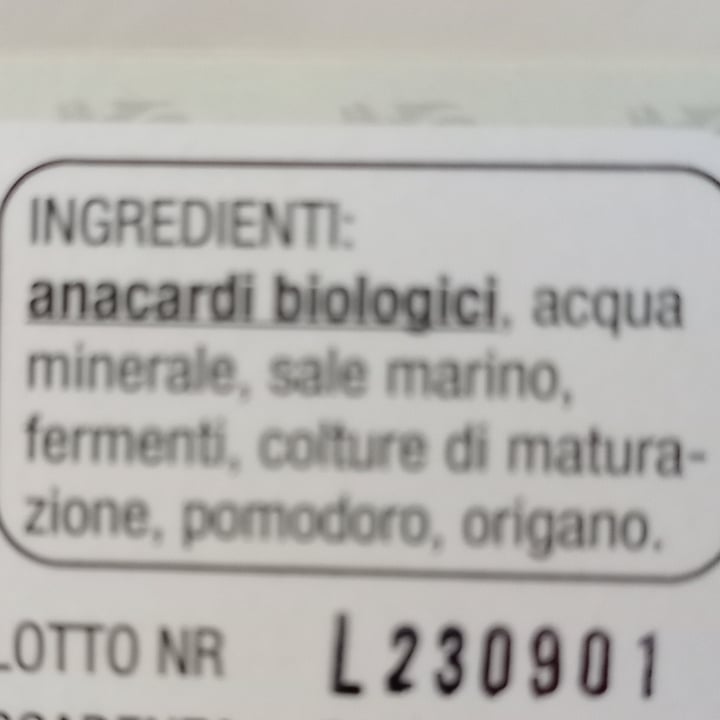 INGREDIENTI:
anacardi biologici, acqua
minerale, sale marino,
fermenti, colture di matura-
zione, pomodoro, origano.
LOTTO NR L230901